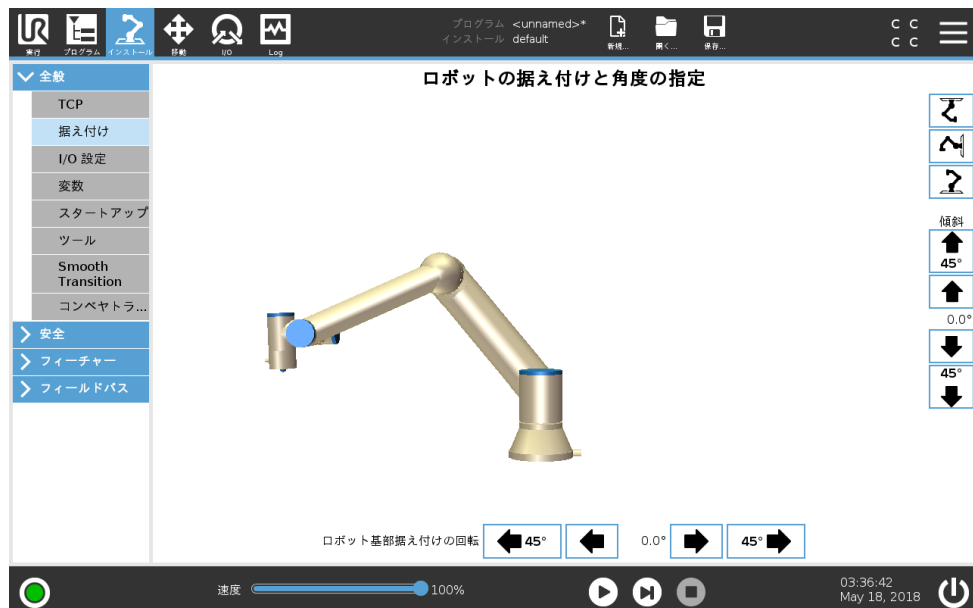 プログラム <unnamed>*
インストール default
実行
プログラム
インストール
移動
I/O
Log
新規...
開く...
保存...
C C
C C
全般
TCP
据え付け
I/O 設定
変数
スタートアップ
ツール
Smooth
Transition
コンベヤトラ...
安全
フィーチャー
フィールドバス
ロボットの据え付けと角度の指定
傾斜
45°
0.0°
45°
ロボット基部据え付けの回転
45°
0.0°
45°
速度
100%
03:36:42
May 18, 2018